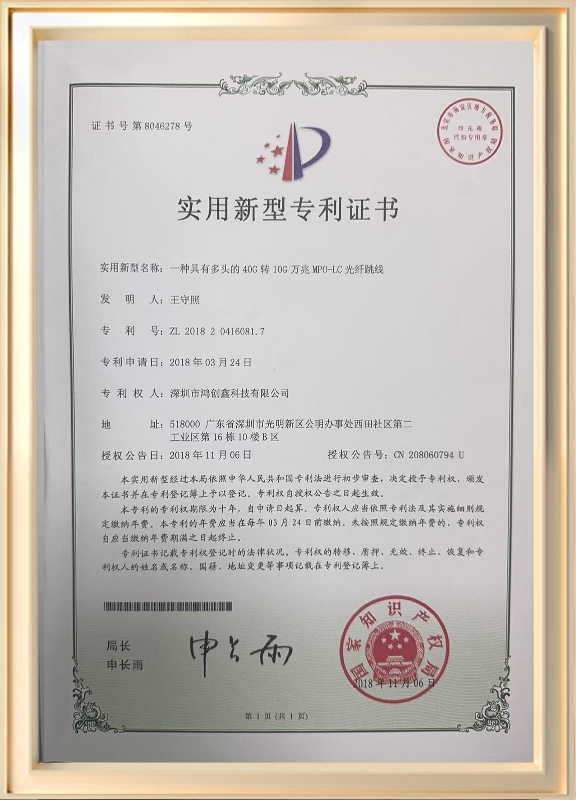 证书号第8046278号
实用新型专利证书
实用新型名称：一种具有多头的40G转10G万兆MPO-LC光纤跳线
发明人：王守照
专利号：ZL 2018 2 0416081.7
专利申请日：2018年03月24日
专利权人：深圳市鸿创鑫科技有限公司
地址：518000 广东省深圳市光明新区公明办事处西田社区第二
工业区第16栋10楼B区
授权公告日：2018年11月06日 授权公告号：CN 208060794 U
本实用新型经过本局依照中华人民共和国专利法进行初步审查，决定授予专利权，颁发
本证书并在专利登记簿上予以登记。专利权自授权公告之日起生效。
本专利的专利权期限为十年，自申请日起算。专利权人应当依照专利法及其实施细则规
定缴纳年费。本专利的年费应当在每年03月24日前缴纳。未按照规定缴纳年费的，专利权
自应当缴纳年费期满之日起终止。
专利证书记载专利权登记时的法律状况。专利权的转移、质押、无效、终止、恢复和专
利权人的姓名或名称、国籍、地址变更等事项记载在专利登记簿上。
局长
申长雨
申长雨
国家知识产权局
2018年11月06日
第1页(共1页)